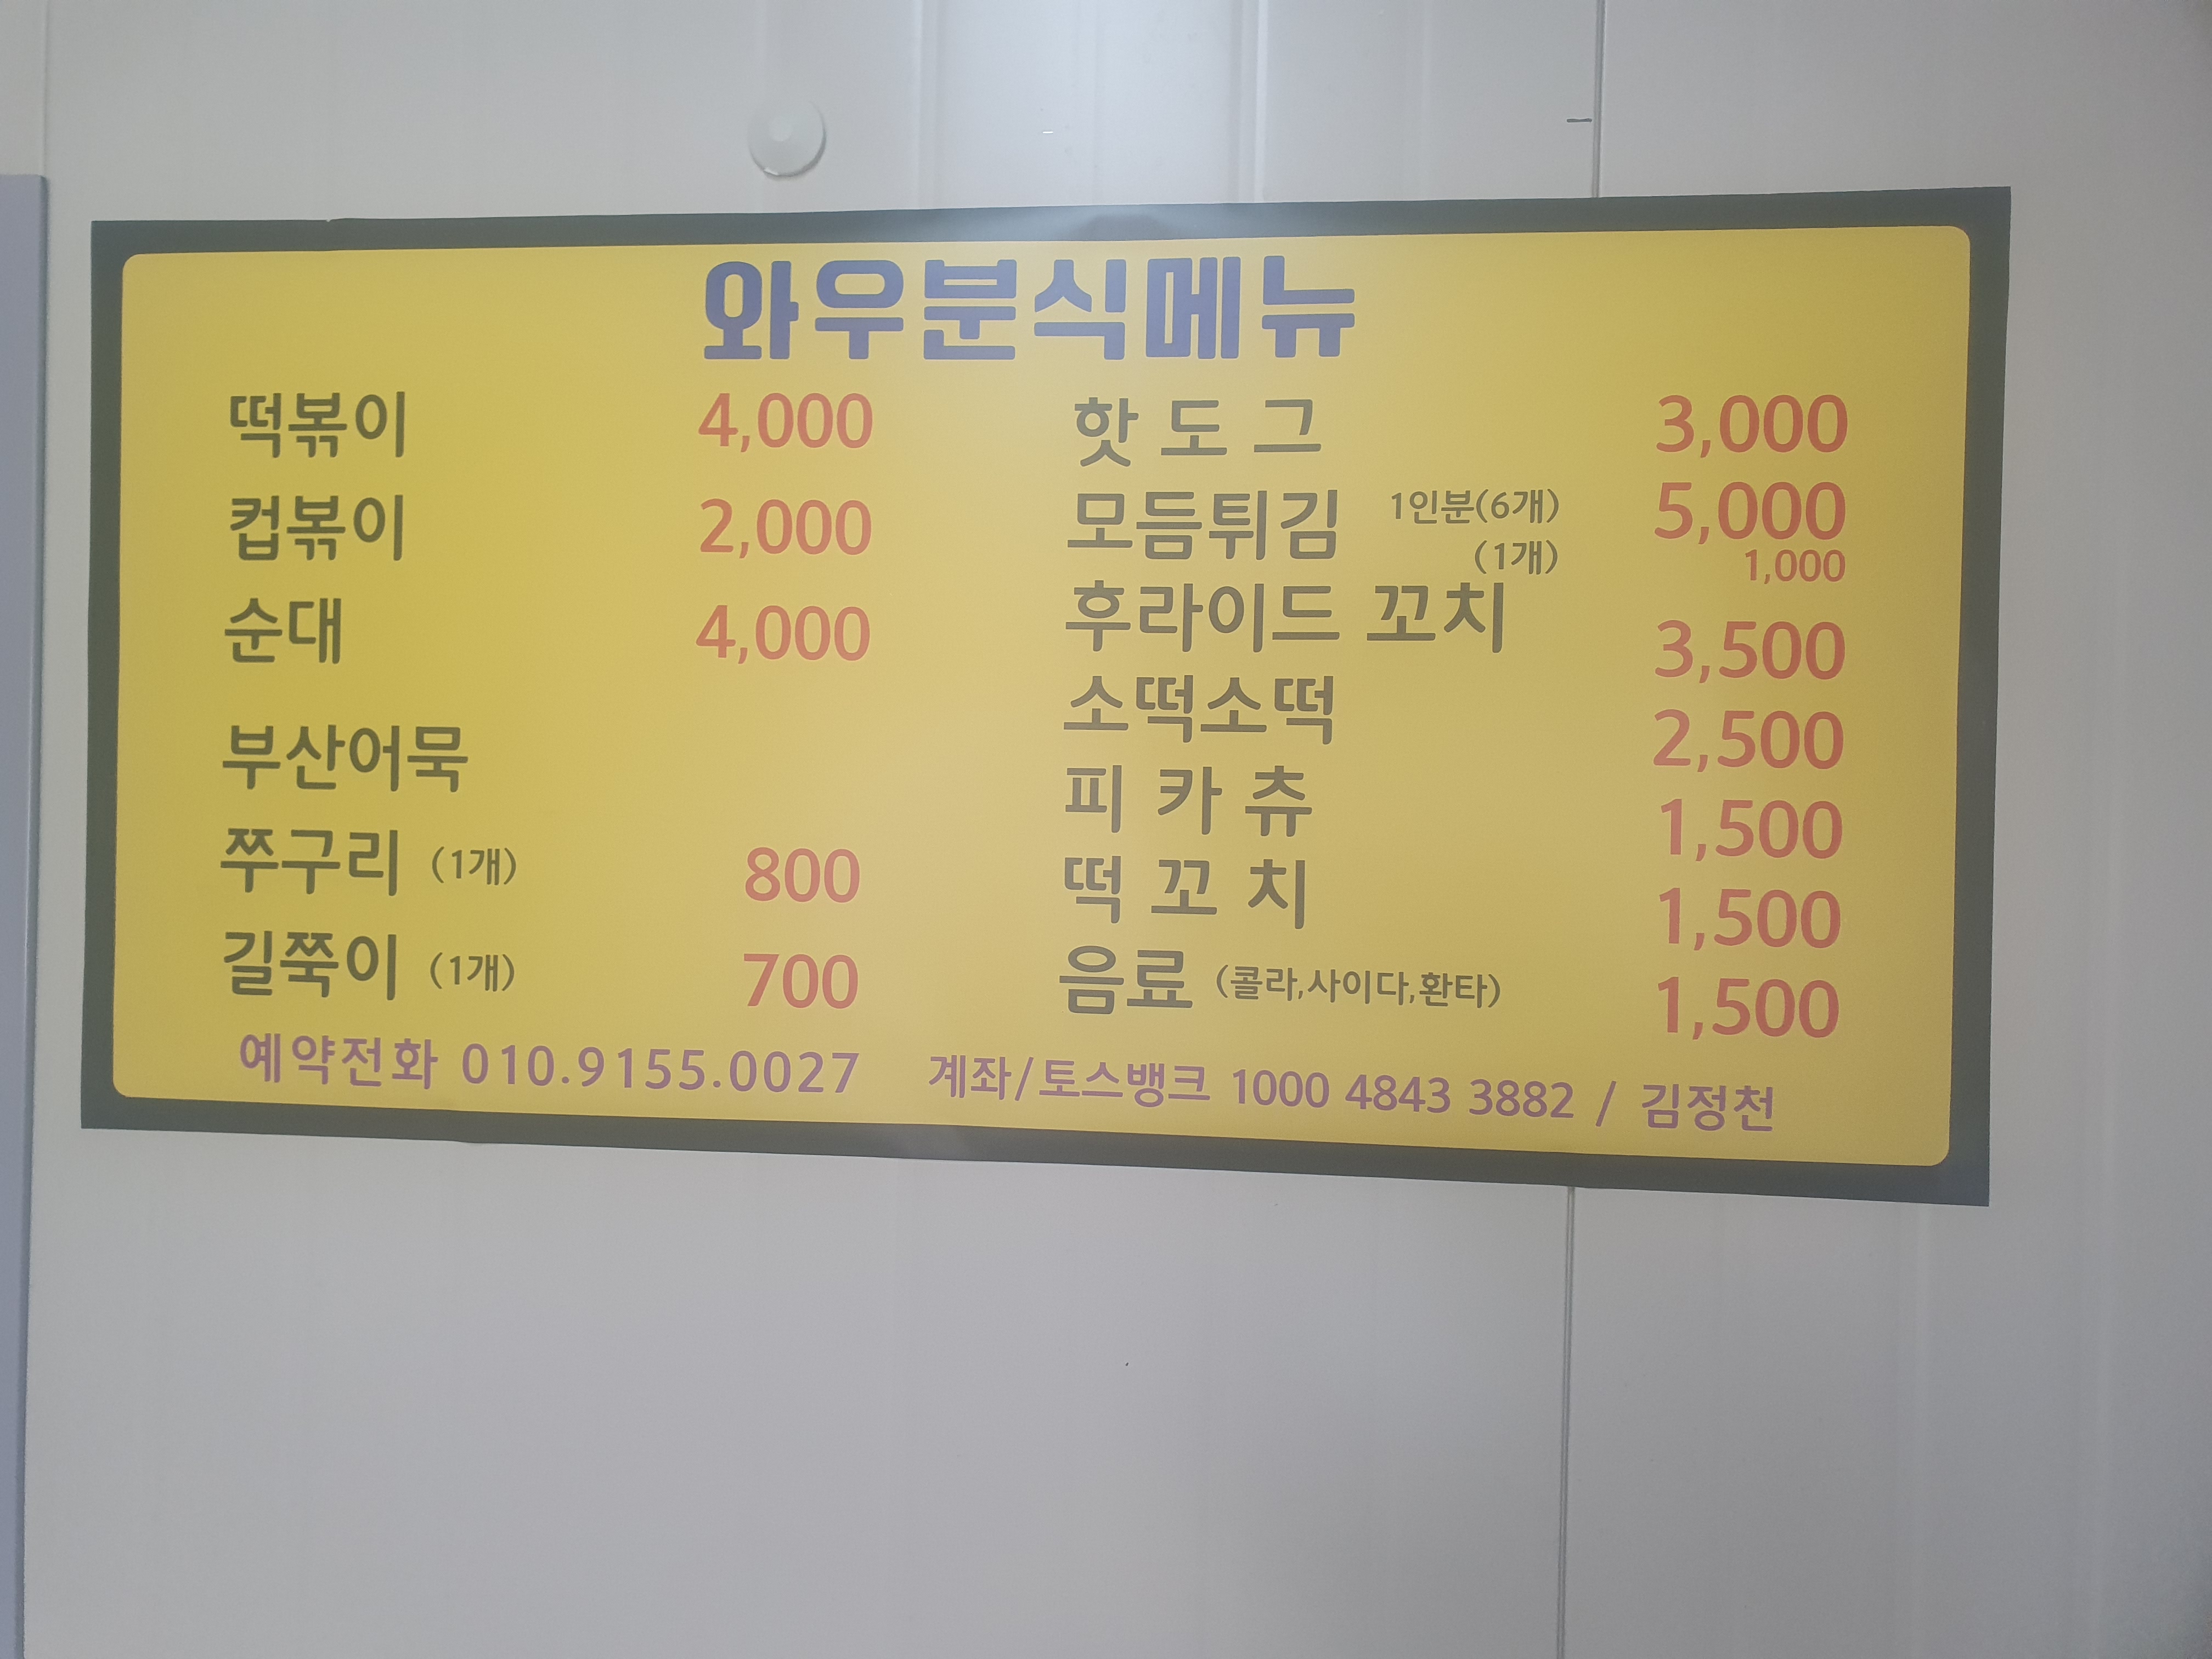 와우분식메뉴
떡볶이 4,000
컵볶이 2,000
순대 4,000
부산어묵
쭈구리 (1개) 800
길쭉이 (1개) 700
핫 도 그 3,000
모듬튀김 1인분(6개) 5,000
(1개) 1,000
후라이드 꼬치 3,500
소떡소떡 2,500
피 카 츄 1,500
떡 꼬 치 1,500
음료 (콜라,사이다,환타) 1,500
예약전화 010.9155.0027 계좌/토스뱅크 1000 4843 3882 / 김정천